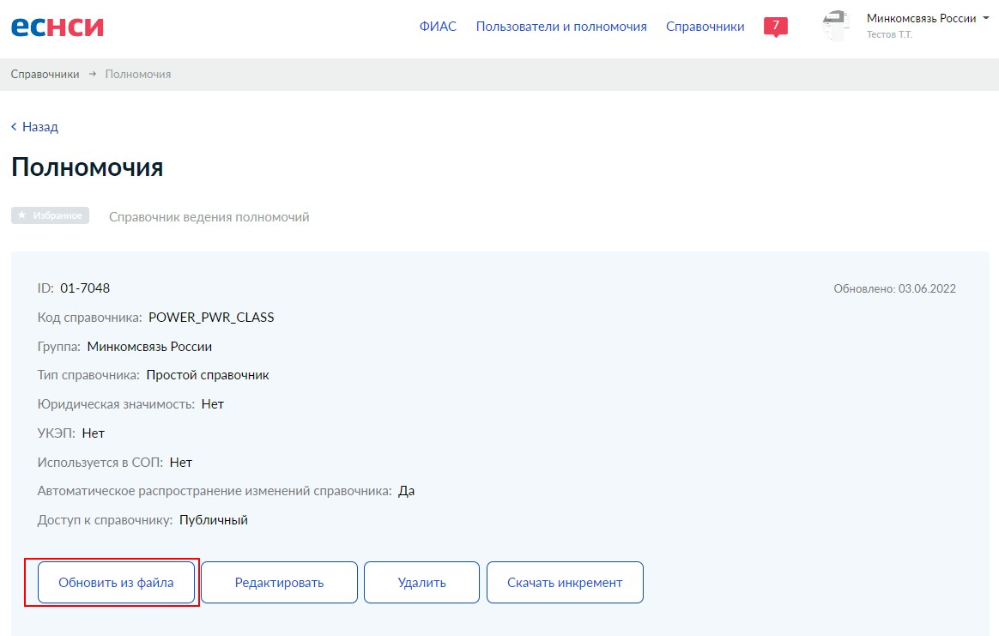 еснси
ФИАС Пользователи и полномочия Справочники 7 Минкомсвязь России
Тестов Т.Т.
Справочники → Полномочия
‹ Назад
Полномочия
★ Избранное Справочник ведения полномочий
ID: 01-7048 Обновлено: 03.06.2022
Код справочника: POWER_PWR_CLASS
Группа: Минкомсвязь России
Тип справочника: Простой справочник
Юридическая значимость: Нет
УКЭП: Нет
Используется в СОП: Нет
Автоматическое распространение изменений справочника: Да
Доступ к справочнику: Публичный
Обновить из файла Редактировать Удалить Скачать инкремент